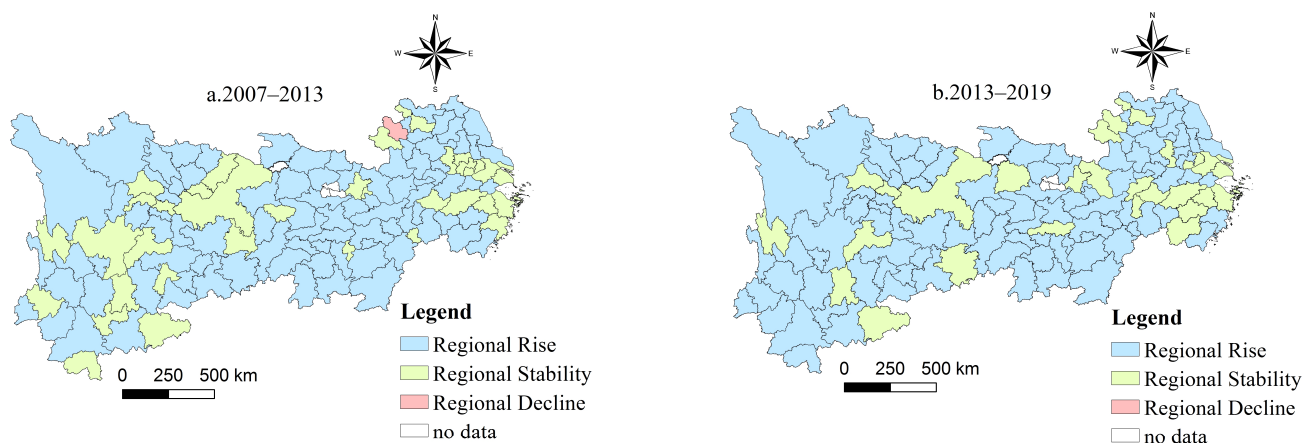 N
W E
S
a.2007–2013
Legend
Regional Rise
Regional Stability
Regional Decline
no data
0 250 500 km
N
W E
S
b.2013–2019
Legend
Regional Rise
Regional Stability
Regional Decline
no data
0 250 500 km